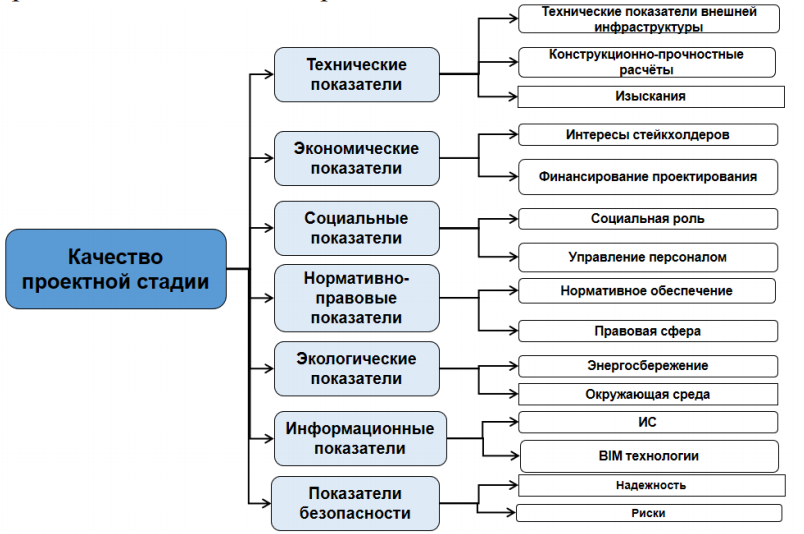 Качество
проектной стадии
Технические
показатели
Технические показатели внешней
инфраструктуры
Конструкционно-прочностные
расчёты
Изыскания
Экономические
показатели
Интересы стейкхолдеров
Финансирование проектирования
Социальные
показатели
Социальная роль
Управление персоналом
Нормативно-
правовые
показатели
Нормативное обеспечение
Правовая сфера
Экологические
показатели
Энергосбережение
Окружающая среда
Информационные
показатели
ИС
BIM технологии
Показатели
безопасности
Надежность
Риски